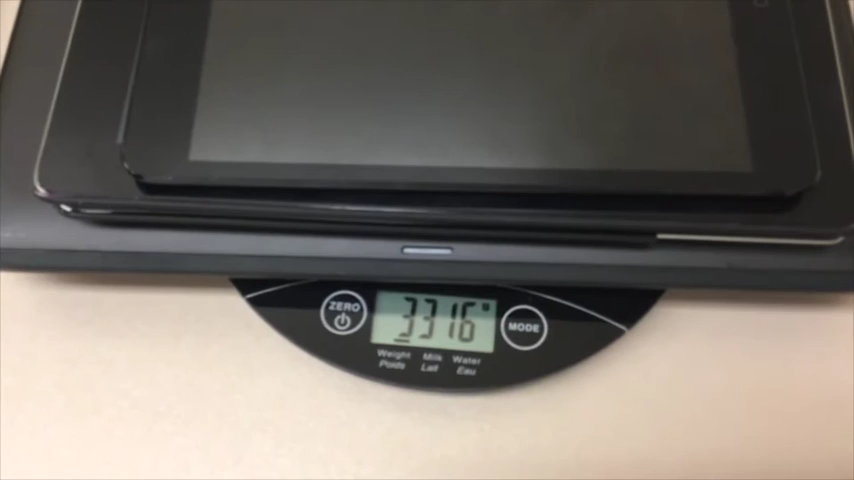 ZERO
3316 g
MODE
Weight Milk Water
Poids Lait Eau